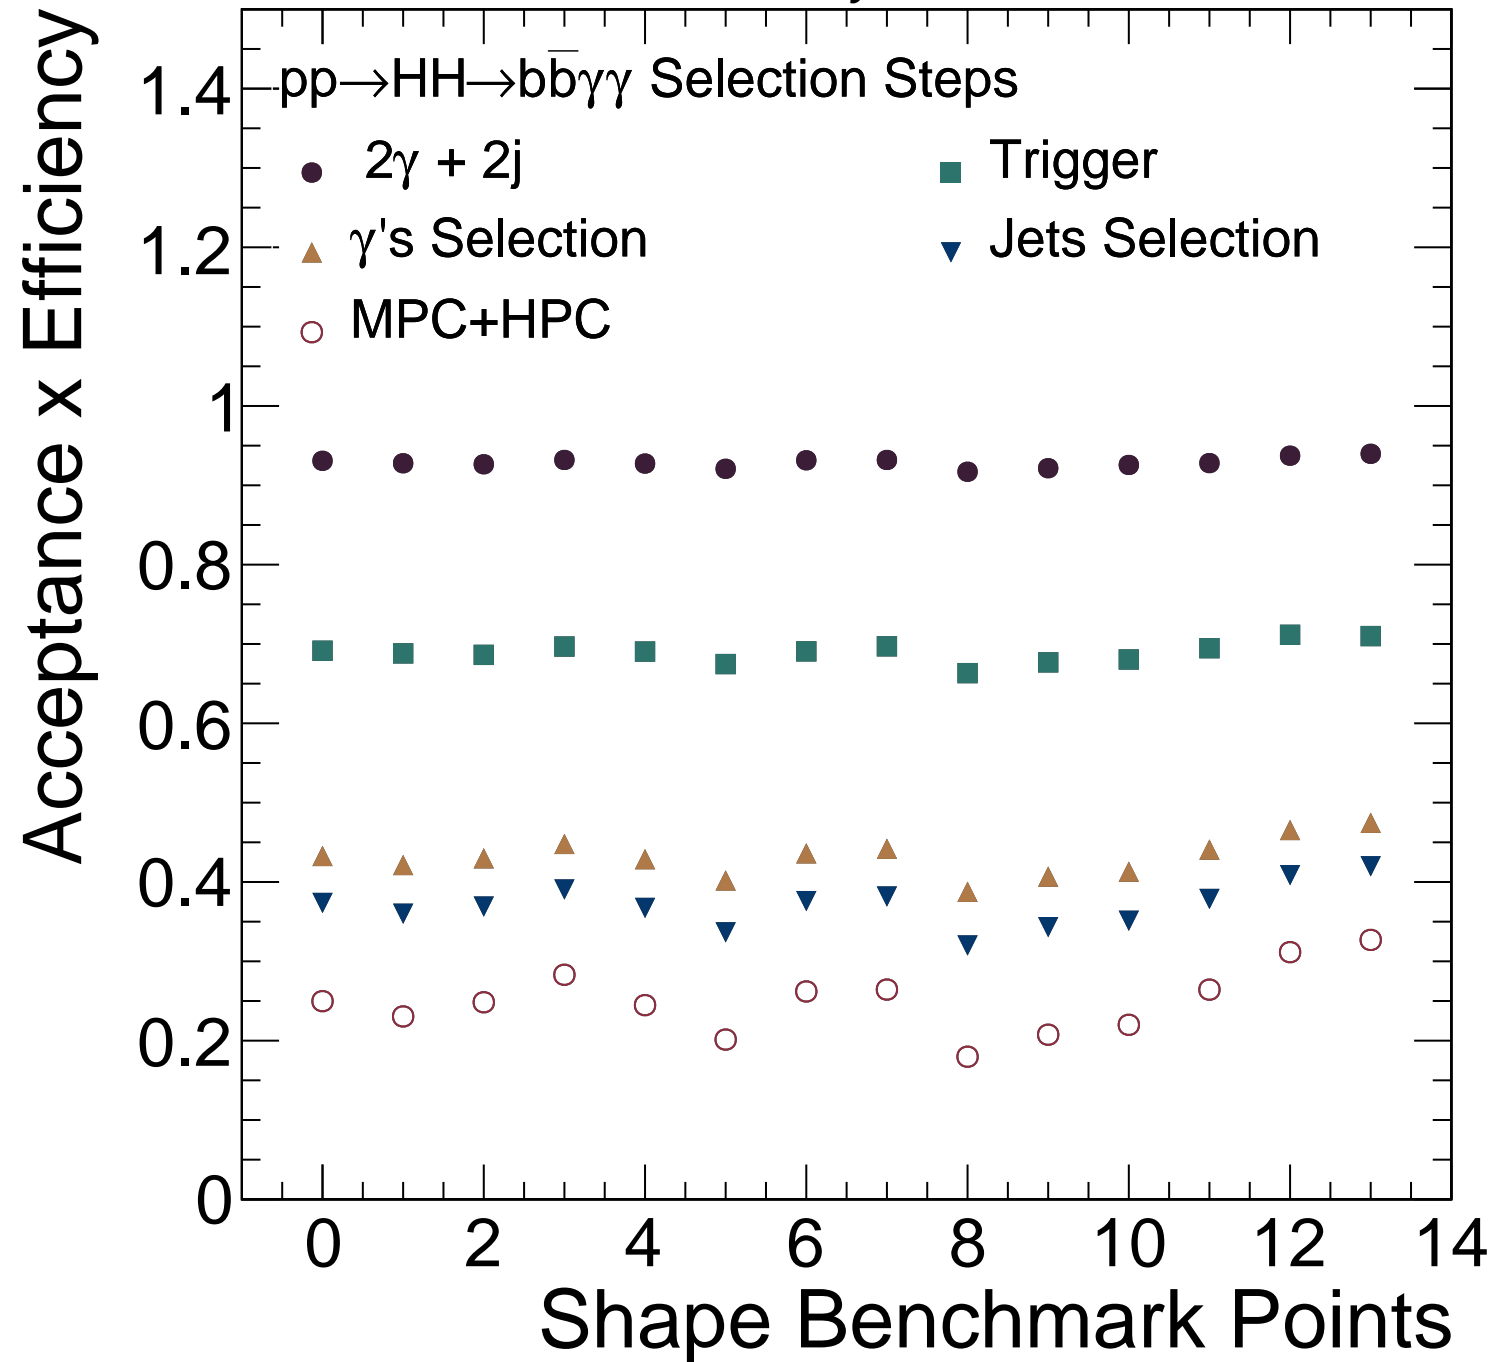 pp→HH→bb̅γγ Selection Steps
2γ + 2j
Trigger
γ's Selection
Jets Selection
MPC+HPC
Acceptance x Efficiency
1.4
1.2
1
0.8
0.6
0.4
0.2
0
0 2 4 6 8 10 12 14
Shape Benchmark Points